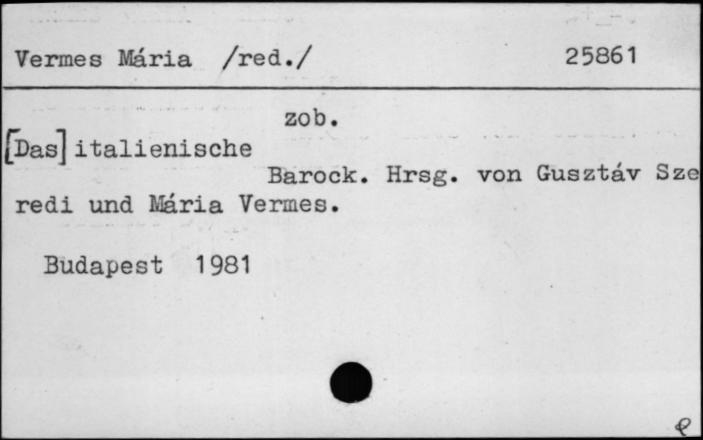 Vermes Mária /red./ 25861
zob.
[Das] italienische
Barock. Hrsg. von Gusztáv Sze
redi und Mária Vermes.
Budapest 1981